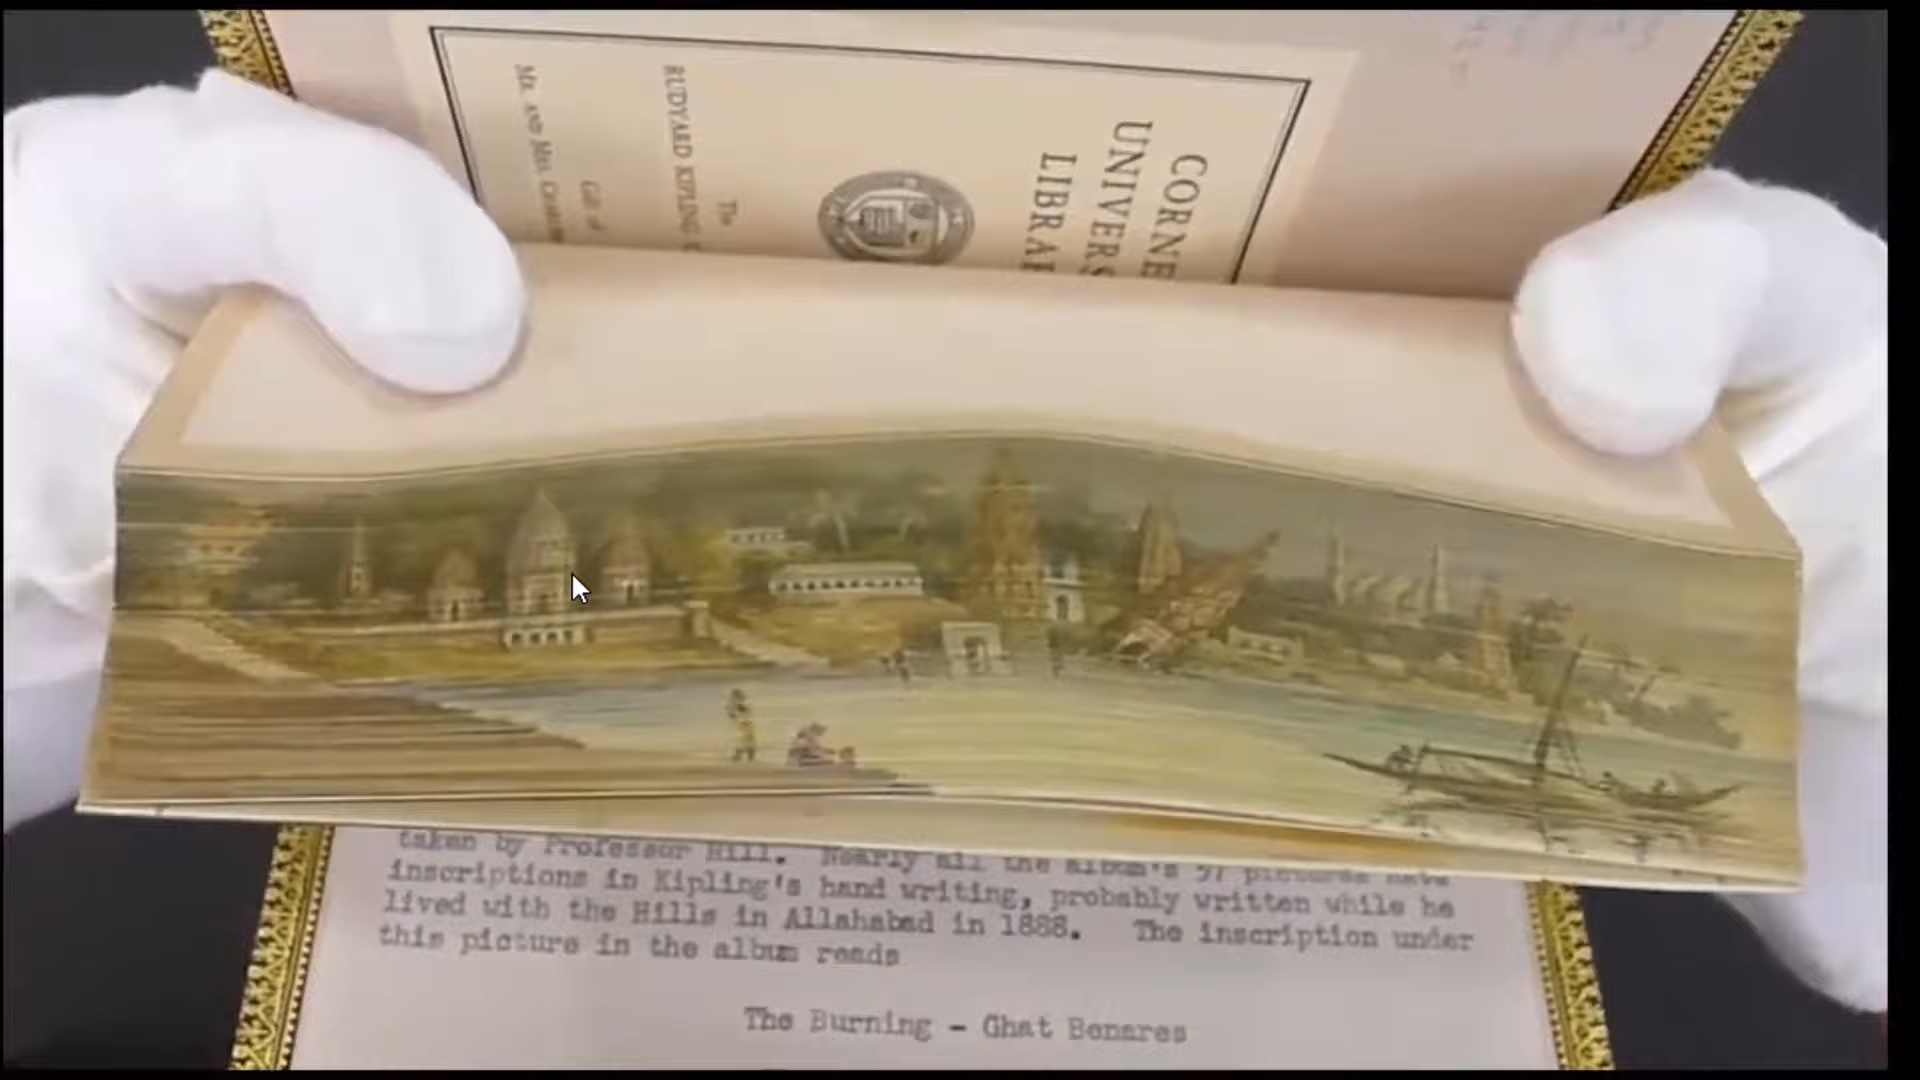 CORNE
UNIVERS
LIBRAR
The
RUDYARD KIPLING C
Gift of
MR. AND MRS.
taken by Professor Hill. Nearly all the album's 57 pictures have
inscriptions in Kipling's hand writing, probably written while he
lived with the Hills in Allahabad in 1888. The inscription under
this picture in the album reads
The Burning - Ghat Benares